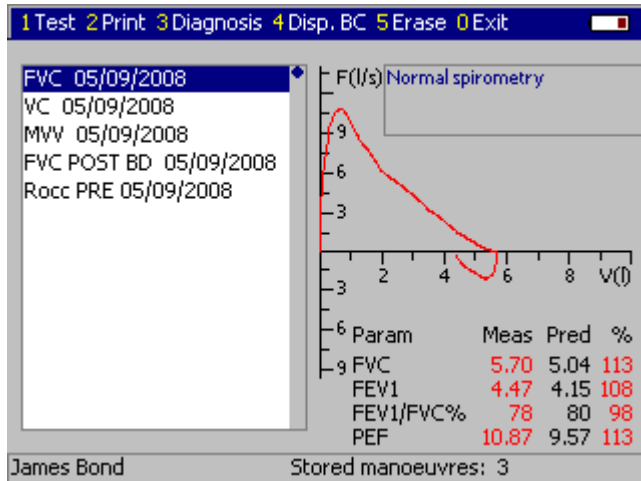 1 Test 2 Print 3 Diagnosis 4 Disp. BC 5 Erase 0 Exit
FVC 05/09/2008
VC 05/09/2008
MVV 05/09/2008
FVC POST BD 05/09/2008
Rocc PRE 05/09/2008
F(l/s) Normal spirometry
9
6
3
2 4 6 8 V(l)
3
6
9
Param Meas Pred %
FVC 5.70 5.04 113
FEV1 4.47 4.15 108
FEV1/FVC% 78 80 98
PEF 10.87 9.57 113
James Bond Stored manoeuvres: 3